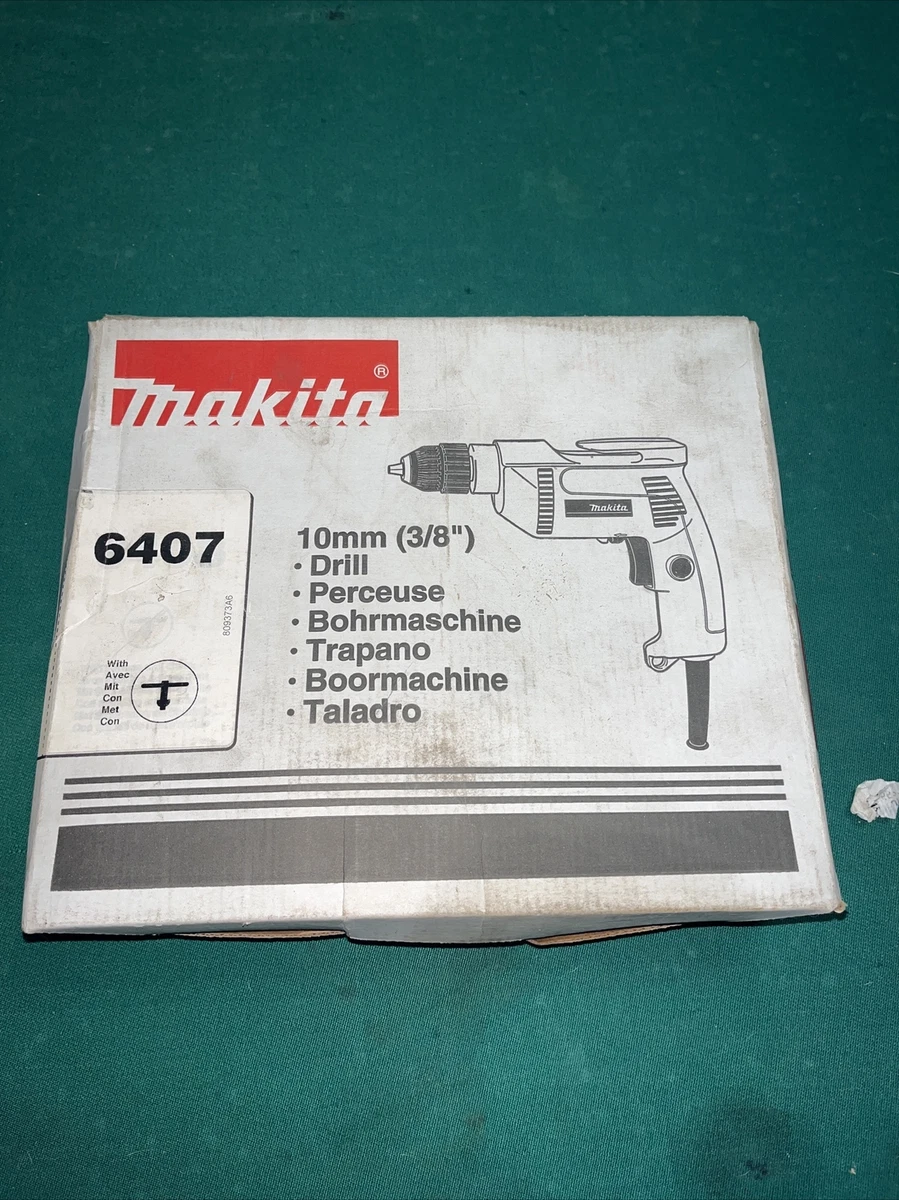 makita®
6407
809373A6
With
Avec
Mit
Con
Met
Con
10mm (3/8")
• Drill
• Perceuse
• Bohrmaschine
• Trapano
• Boormachine
• Taladro
makita